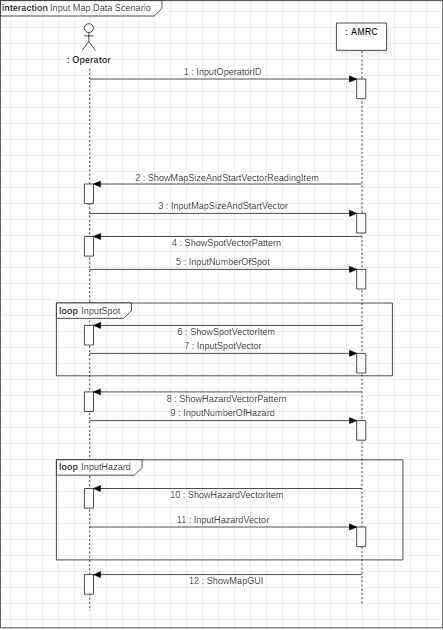 interaction Input Map Data Scenario
: Operator
: AMRC
1 : InputOperatorID
2 : ShowMapSizeAndStartVectorReadingItem
3 : InputMapSizeAndStartVector
4 : ShowSpotVectorPattern
5 : InputNumberOfSpot
loop InputSpot
6 : ShowSpotVectorItem
7 : InputSpotVector
8 : ShowHazardVectorPattern
9 : InputNumberOfHazard
loop InputHazard
10 : ShowHazardVectorItem
11 : InputHazardVector
12 : ShowMapGUI